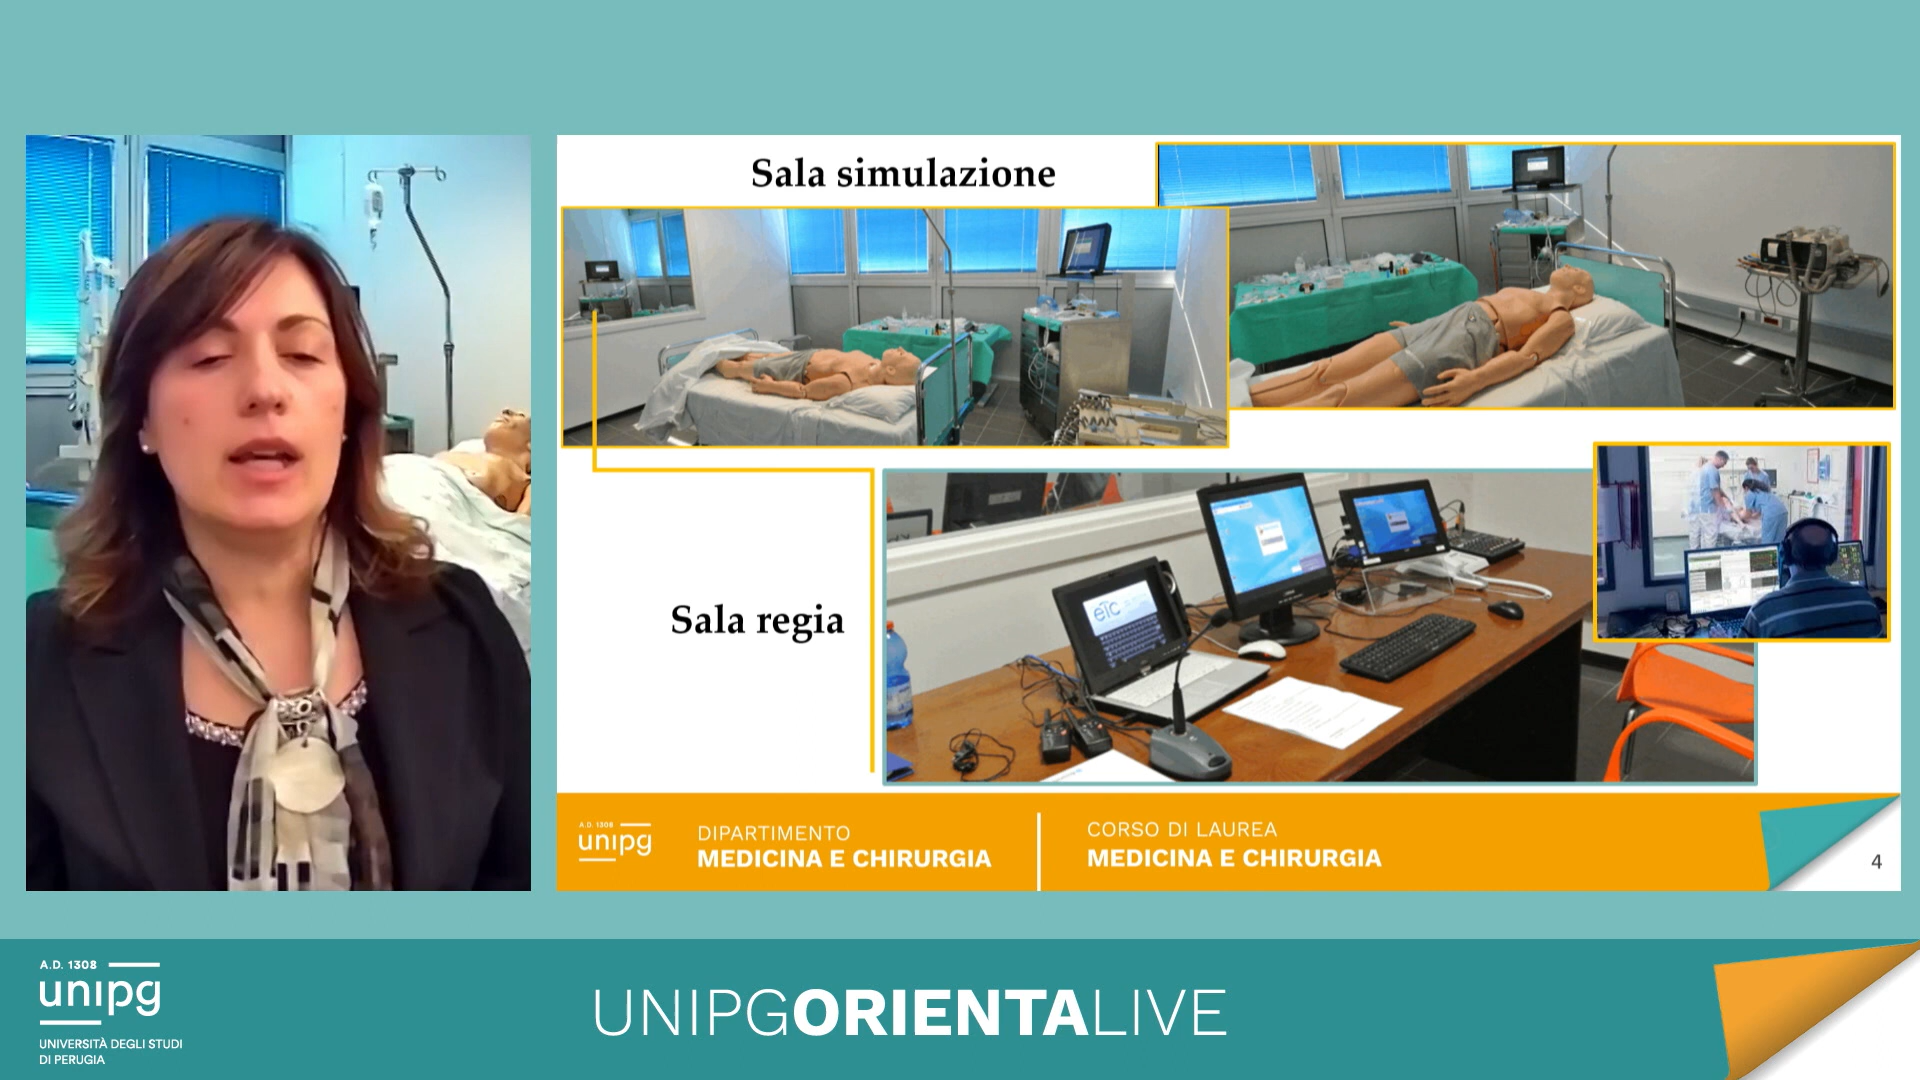 Sala simulazione
Sala regia
eTC
A.D. 1308
unipg
DIPARTIMENTO
MEDICINA E CHIRURGIA
CORSO DI LAUREA
MEDICINA E CHIRURGIA
4
A.D. 1308
unipg
UNIVERSITÀ DEGLI STUDI
DI PERUGIA
UNIPGORIENTALIVE